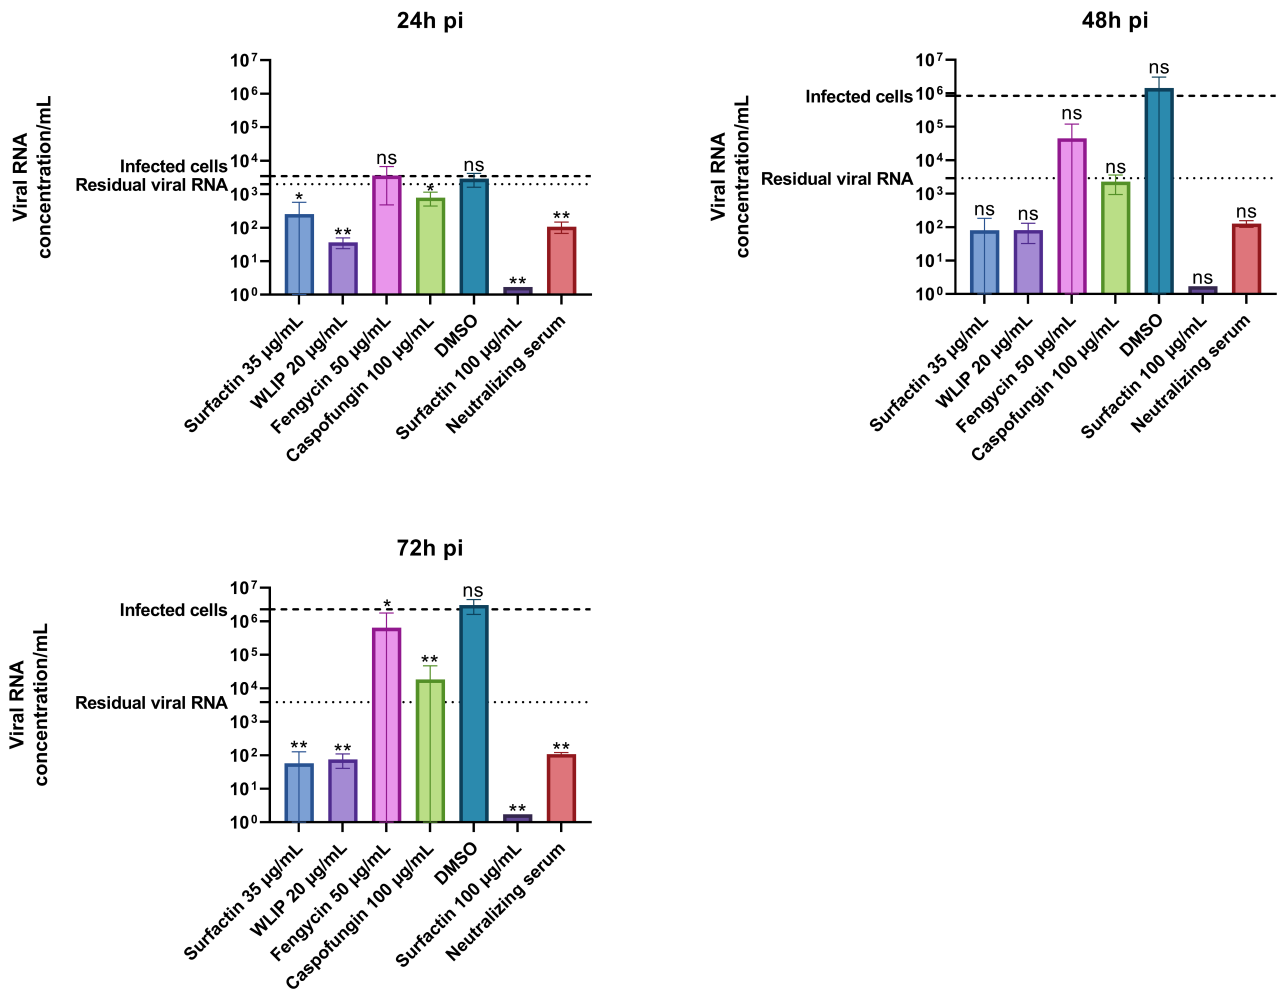 24h pi
Viral RNA
concentration/mL
10⁷
10⁶
10⁵
10⁴
10³
10²
10¹
10⁰
Infected cells
Residual viral RNA
*
**
ns
*
ns
**
**
Surfactin 35 µg/mL
WLIP 20 µg/mL
Fengycin 50 µg/mL
Caspofungin 100 µg/mL
DMSO
Surfactin 100 µg/mL
Neutralizing serum
48h pi
Viral RNA
concentration/mL
10⁷
10⁶
10⁵
10⁴
10³
10²
10¹
10⁰
Infected cells
Residual viral RNA
ns
ns
ns
ns
ns
ns
ns
Surfactin 35 µg/mL
WLIP 20 µg/mL
Fengycin 50 µg/mL
Caspofungin 100 µg/mL
DMSO
Surfactin 100 µg/mL
Neutralizing serum
72h pi
Viral RNA
concentration/mL
10⁷
10⁶
10⁵
10⁴
10³
10²
10¹
10⁰
Infected cells
Residual viral RNA
**
**
*
**
ns
**
**
Surfactin 35 µg/mL
WLIP 20 µg/mL
Fengycin 50 µg/mL
Caspofungin 100 µg/mL
DMSO
Surfactin 100 µg/mL
Neutralizing serum